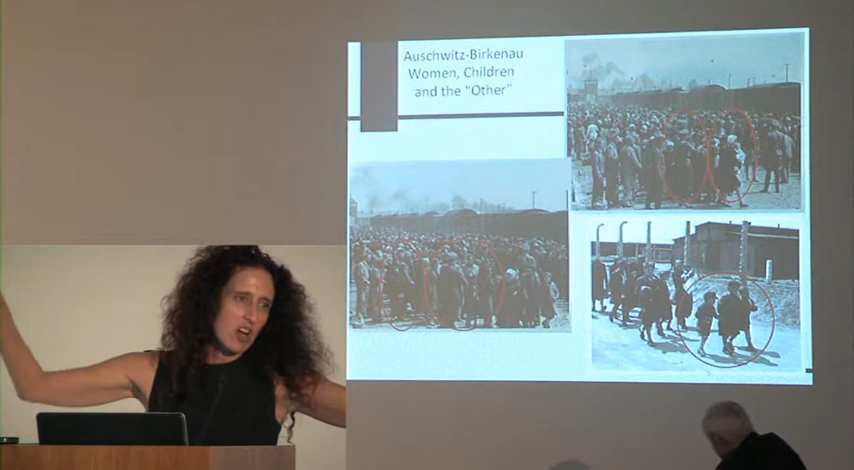 Auschwitz-Birkenau
Women, Children
and the “Other”